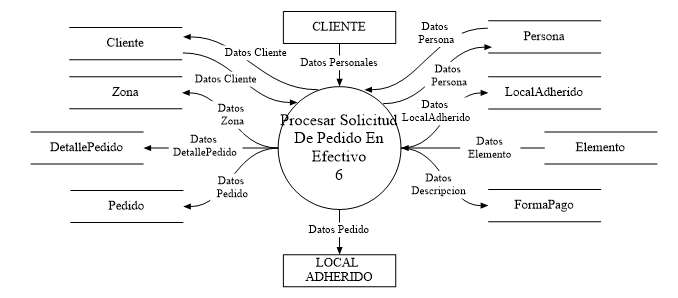 CLIENTE
Datos Personales
Cliente
Datos Cliente
Datos Cliente
Zona
Datos
Zona
DetallePedido
Datos
DetallePedido
Pedido
Datos
Pedido
Procesar Solicitud
De Pedido En
Efectivo
6
Datos
Persona
Persona
Datos
Persona
LocalAdherido
Datos
LocalAdherido
Datos
Elemento
Elemento
Datos
Descripcion
FormaPago
Datos Pedido
LOCAL
ADHERIDO